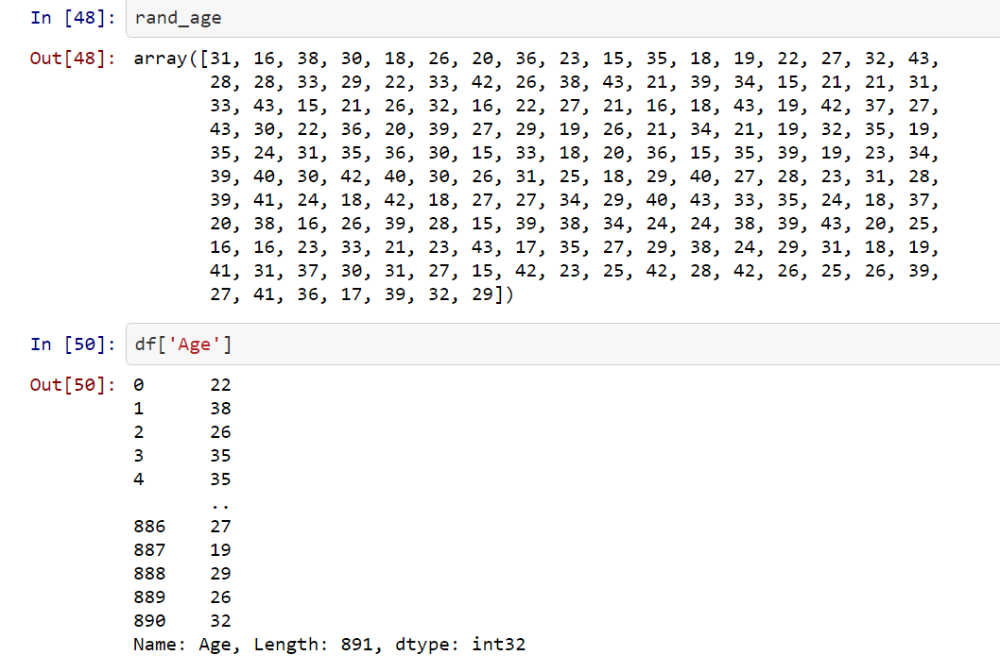 In [48]: rand_age
Out[48]: array([31, 16, 38, 30, 18, 26, 20, 36, 23, 15, 35, 18, 19, 22, 27, 32, 43,
28, 28, 33, 29, 22, 33, 42, 26, 38, 43, 21, 39, 34, 15, 21, 21, 31,
33, 43, 15, 21, 26, 32, 16, 22, 27, 21, 16, 18, 43, 19, 42, 37, 27,
43, 30, 22, 36, 20, 39, 27, 29, 19, 26, 21, 34, 21, 19, 32, 35, 19,
35, 24, 31, 35, 36, 30, 15, 33, 18, 20, 36, 15, 35, 39, 19, 23, 34,
39, 40, 30, 42, 40, 30, 26, 31, 25, 18, 29, 40, 27, 28, 23, 31, 28,
39, 41, 24, 18, 42, 18, 27, 27, 34, 29, 40, 43, 33, 35, 24, 18, 37,
20, 38, 16, 26, 39, 28, 15, 39, 38, 34, 24, 24, 38, 39, 43, 20, 25,
16, 16, 23, 33, 21, 23, 43, 17, 35, 27, 29, 38, 24, 29, 31, 18, 19,
41, 31, 37, 30, 31, 27, 15, 42, 23, 25, 42, 28, 42, 26, 25, 26, 39,
27, 41, 36, 17, 39, 32, 29])
In [50]: df['Age']
Out[50]: 0 22
1 38
2 26
3 35
4 35
..
886 27
887 19
888 29
889 26
890 32
Name: Age, Length: 891, dtype: int32